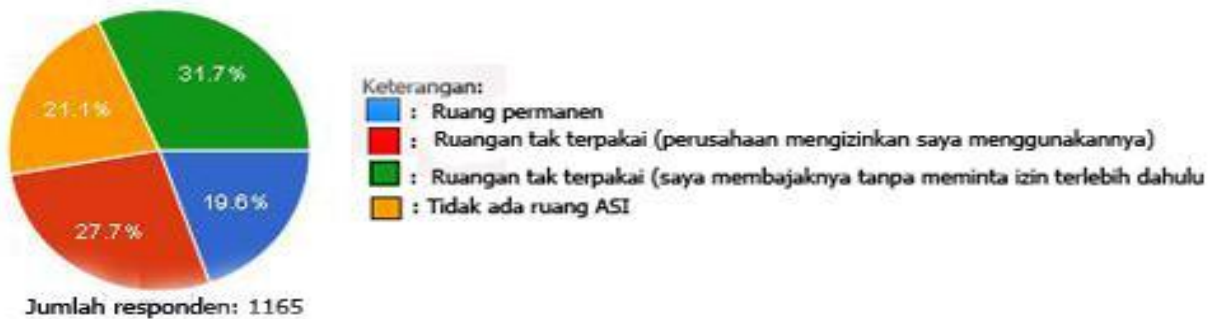 31.7%
21.1%
19.6%
27.7%
Jumlah responden: 1165
Keterangan:
: Ruang permanen
: Ruangan tak terpakai (perusahaan mengizinkan saya menggunakannya)
: Ruangan tak terpakai (saya membajaknya tanpa meminta izin terlebih dahulu
: Tidak ada ruang ASI